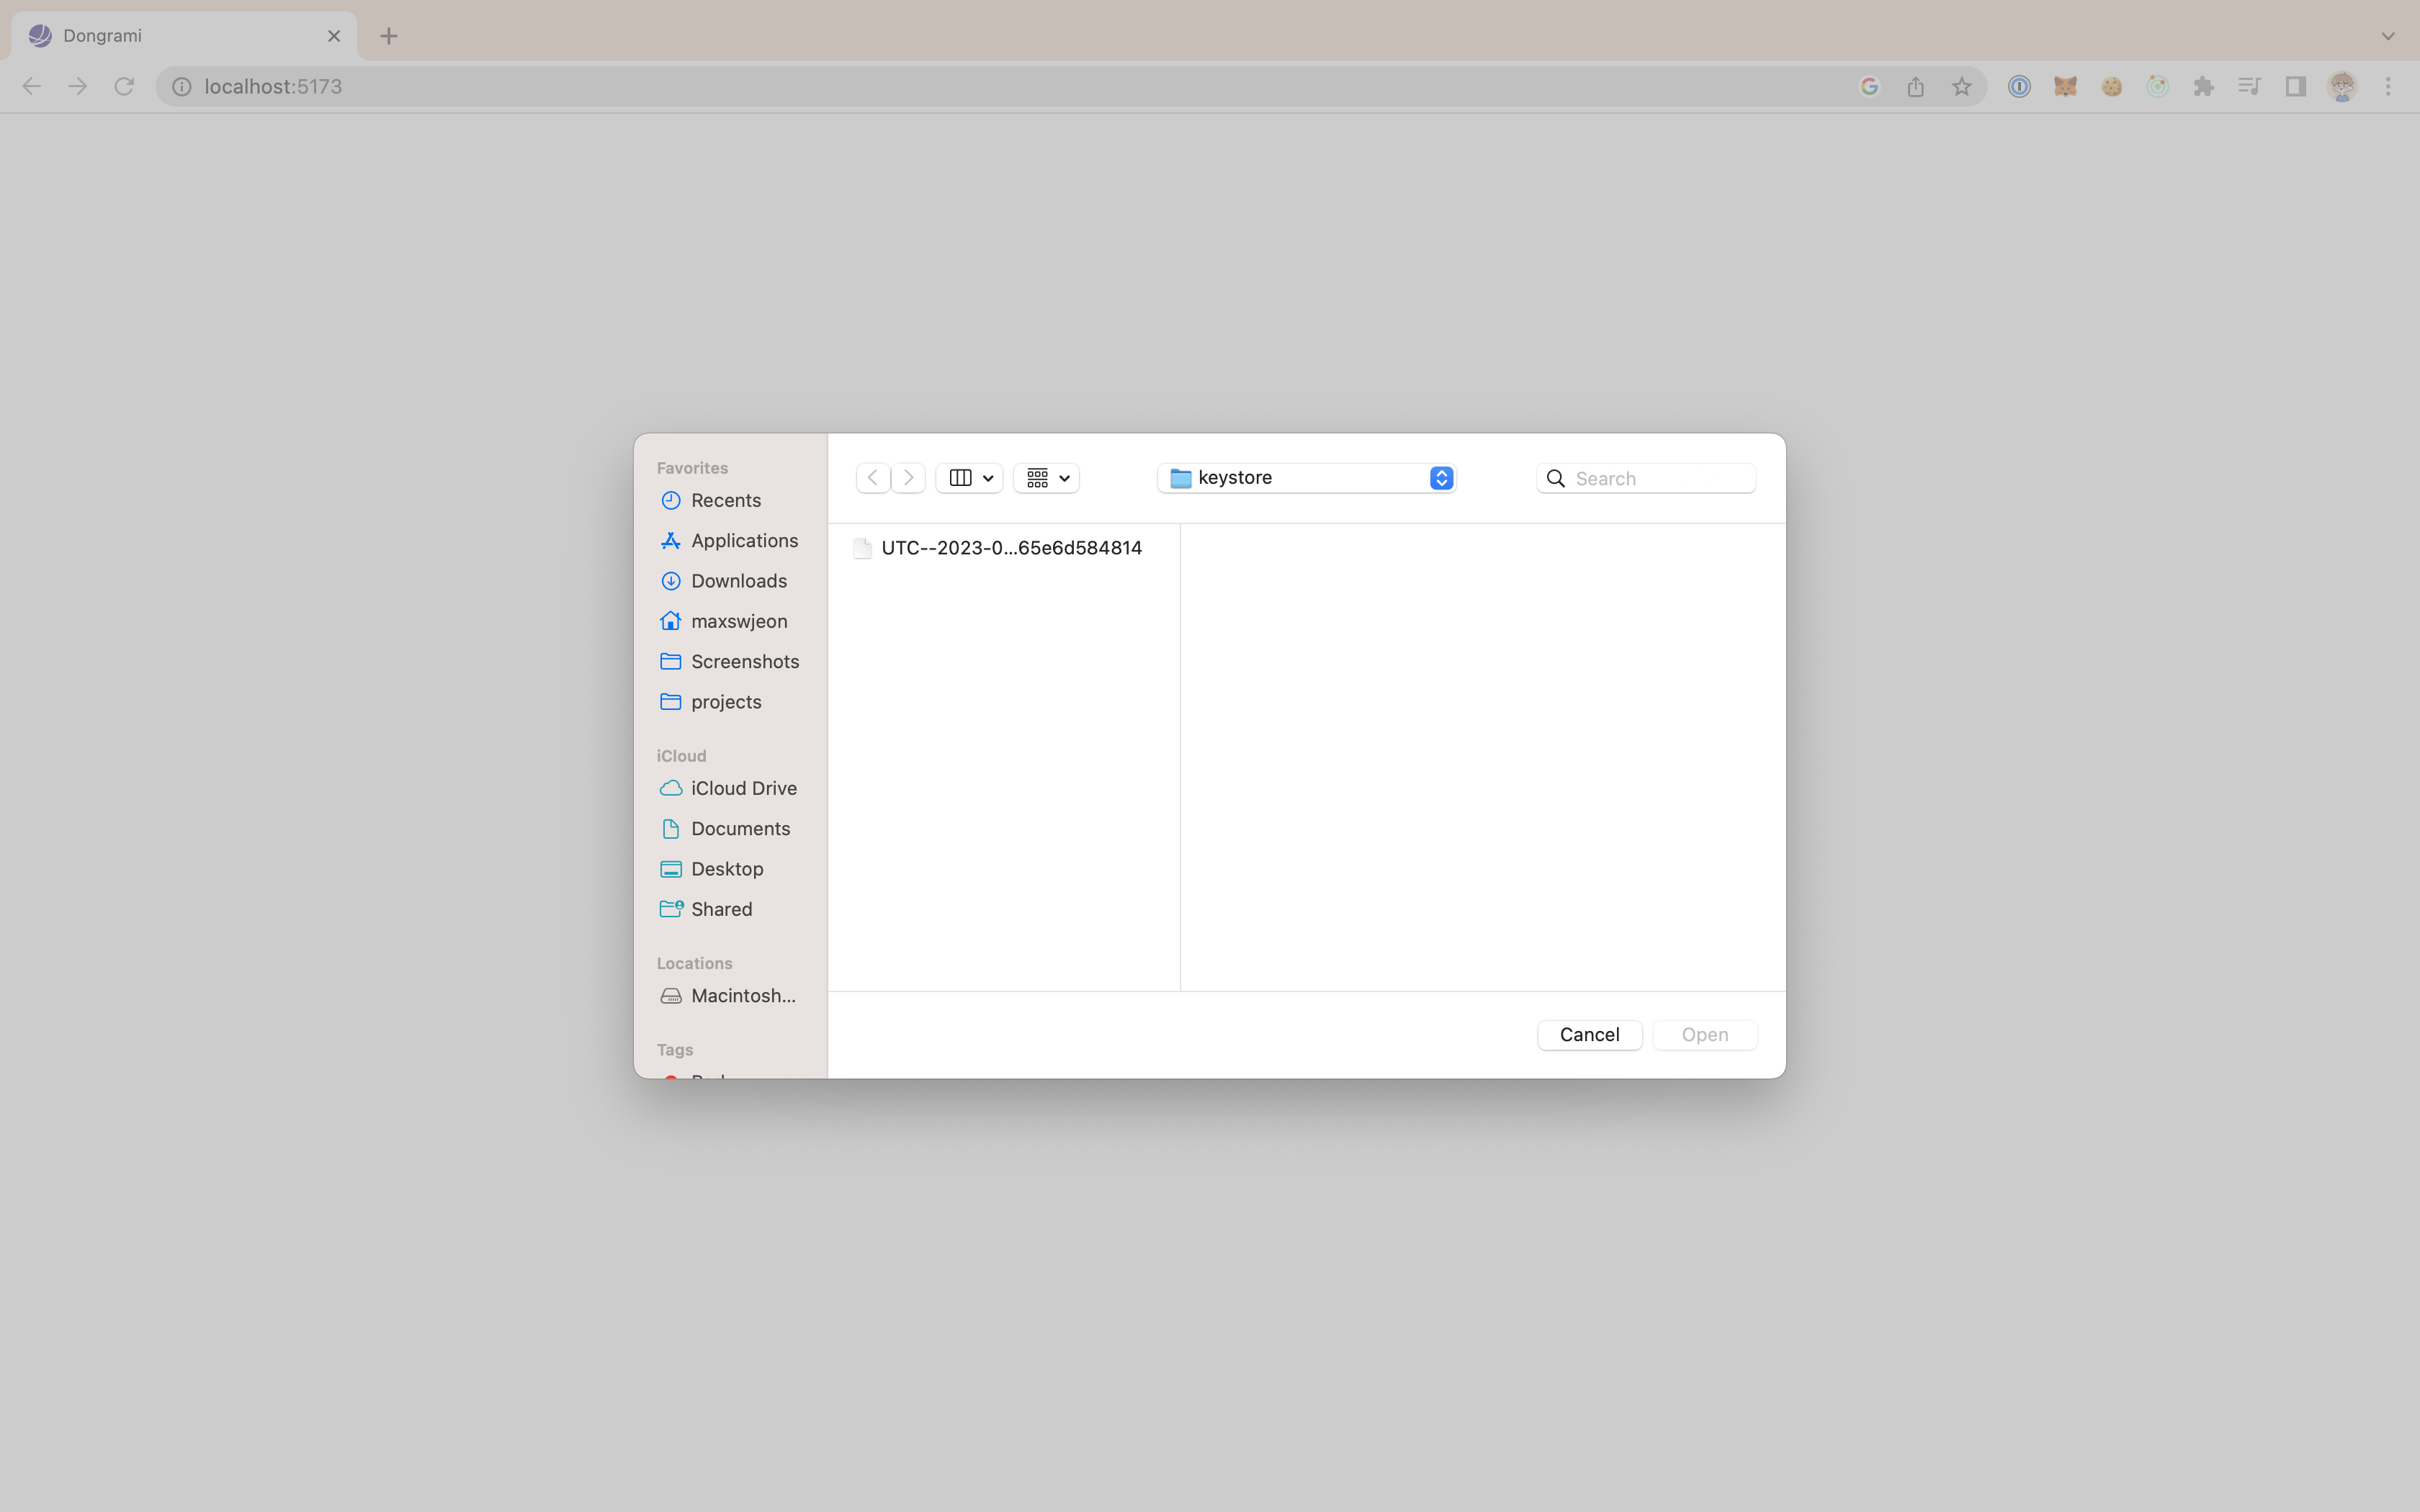 Dongrami
localhost:5173
Favorites
Recents
Applications
Downloads
maxswjeon
Screenshots
projects
iCloud
iCloud Drive
Documents
Desktop
Shared
Locations
Macintosh...
Tags
keystore
Search
UTC--2023-0...65e6d584814
Cancel
Open